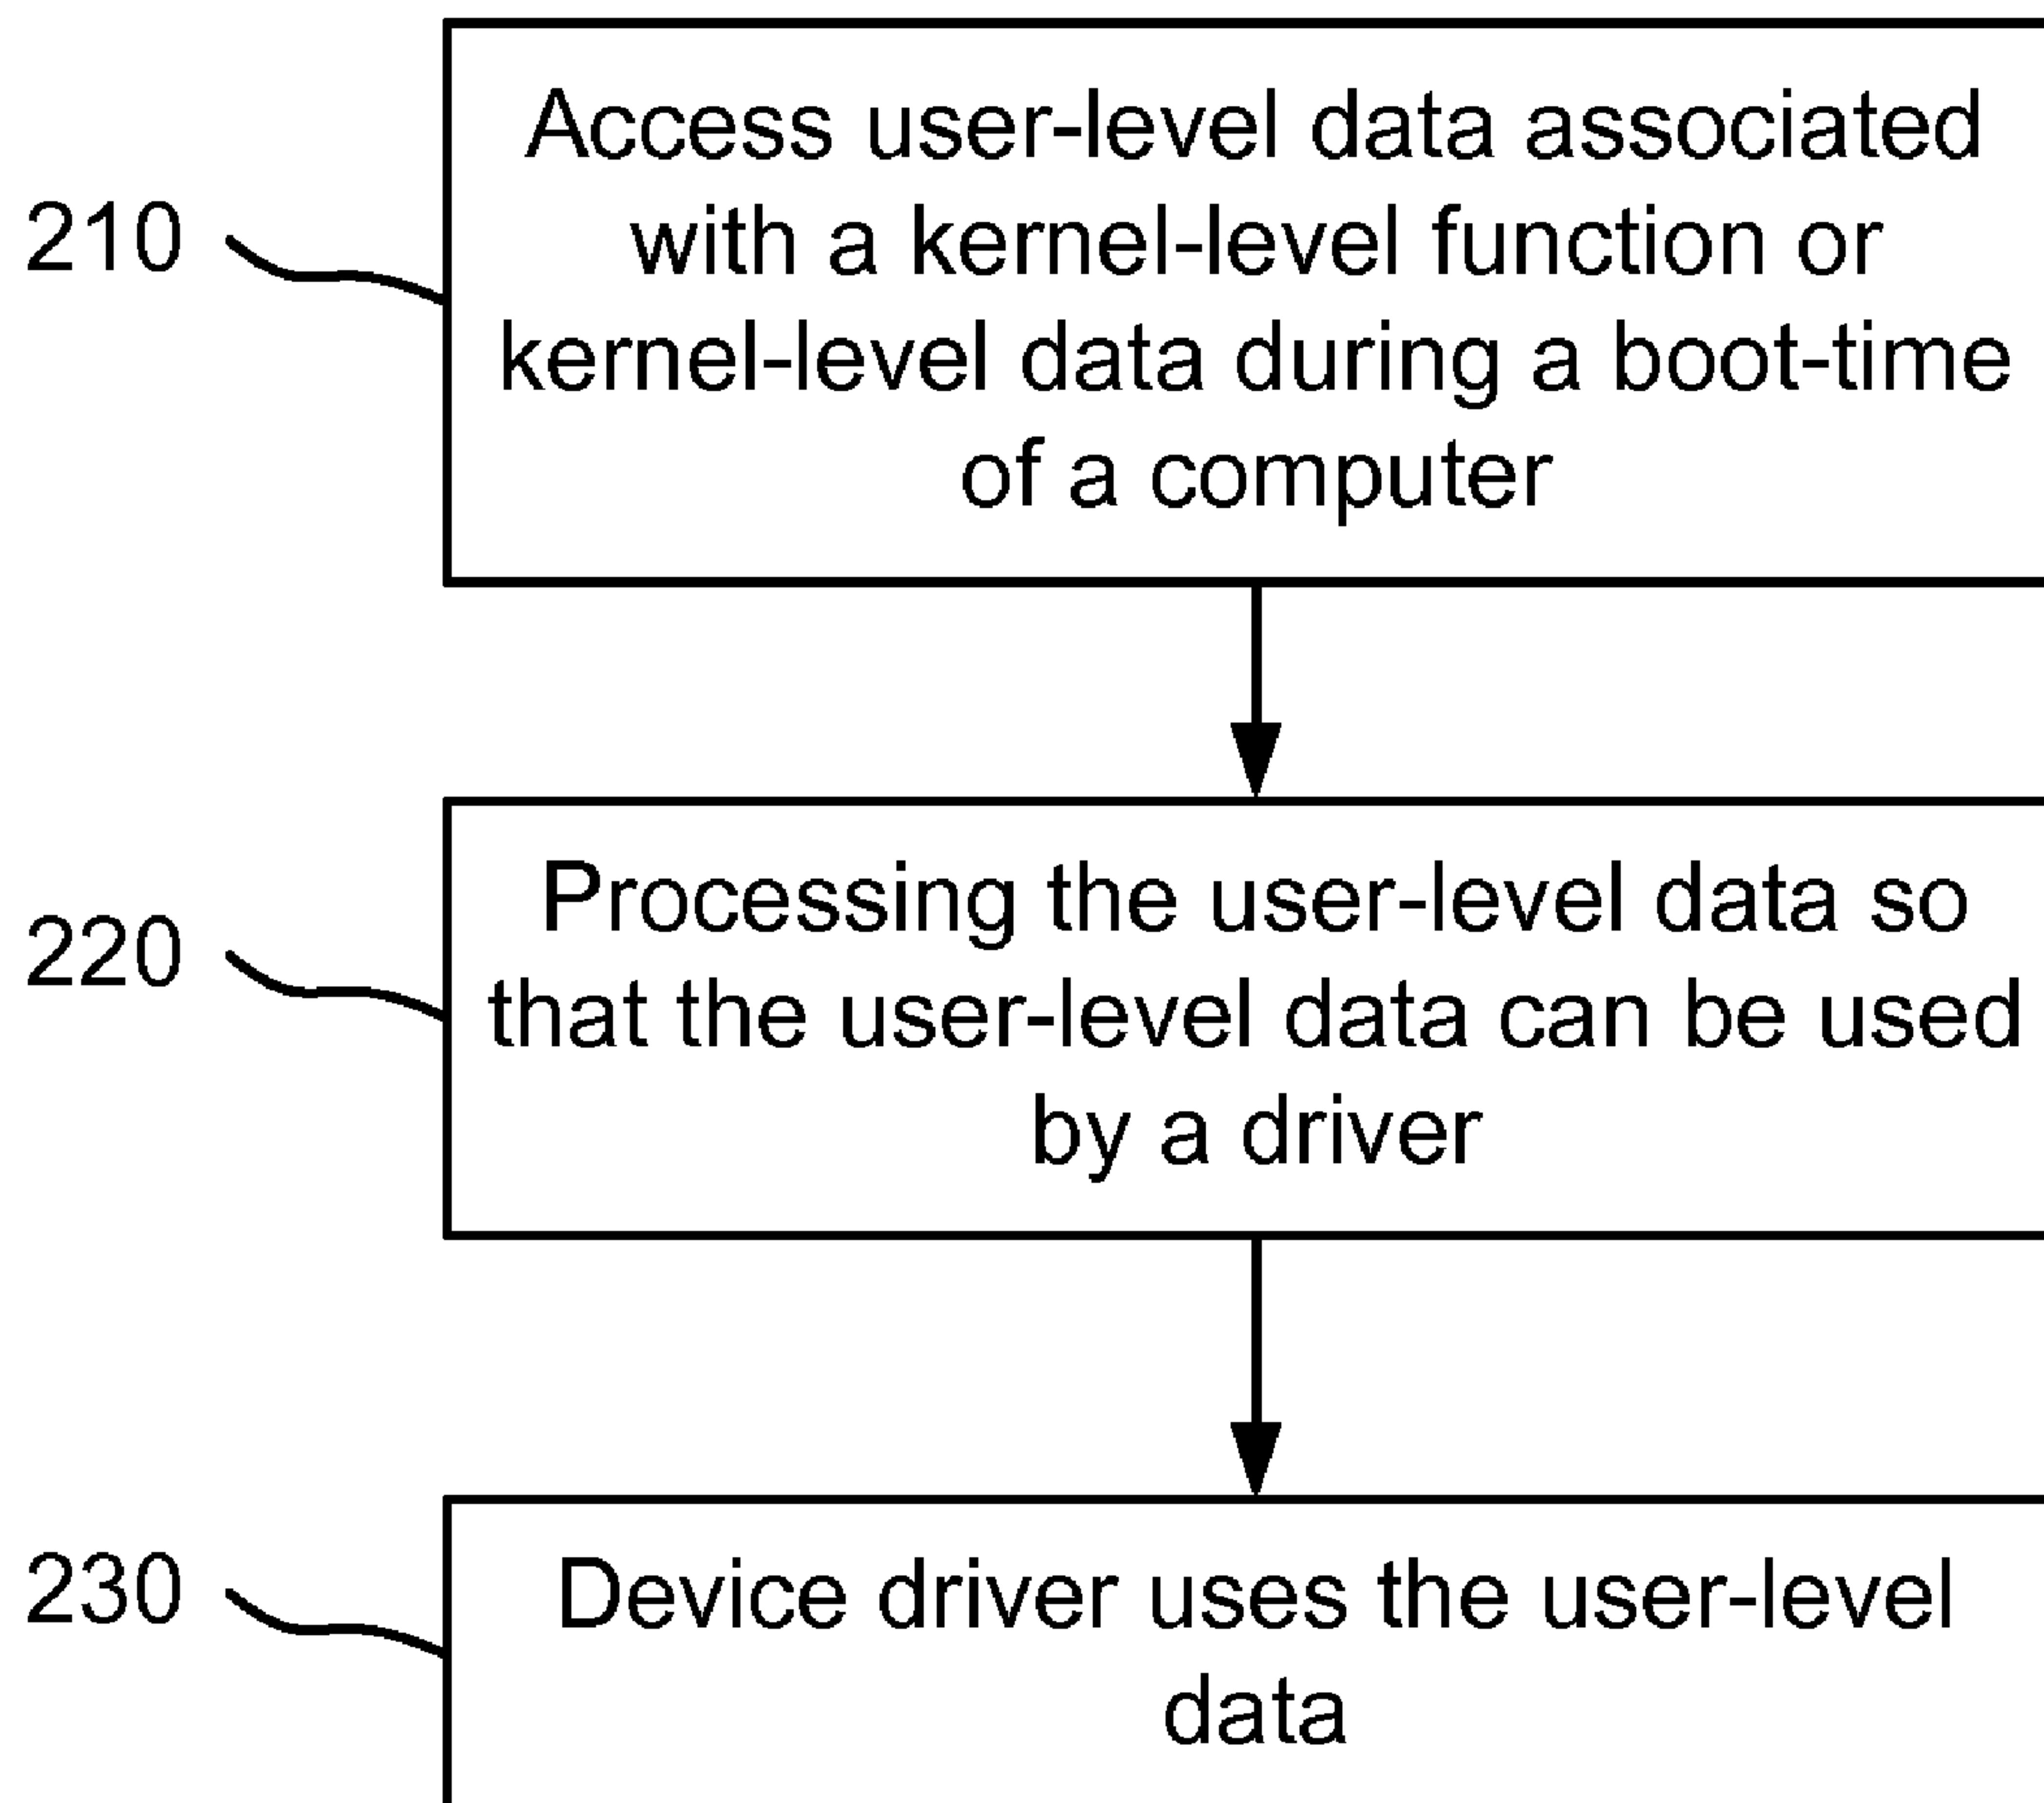 Access user-level data associated
210
with a kernel-level function or
kernel-level data during a boot-time
of a computer
Processing the user-level data so
220
that the user-level data can be used
by a driver
230
Device driver uses the user-level
data